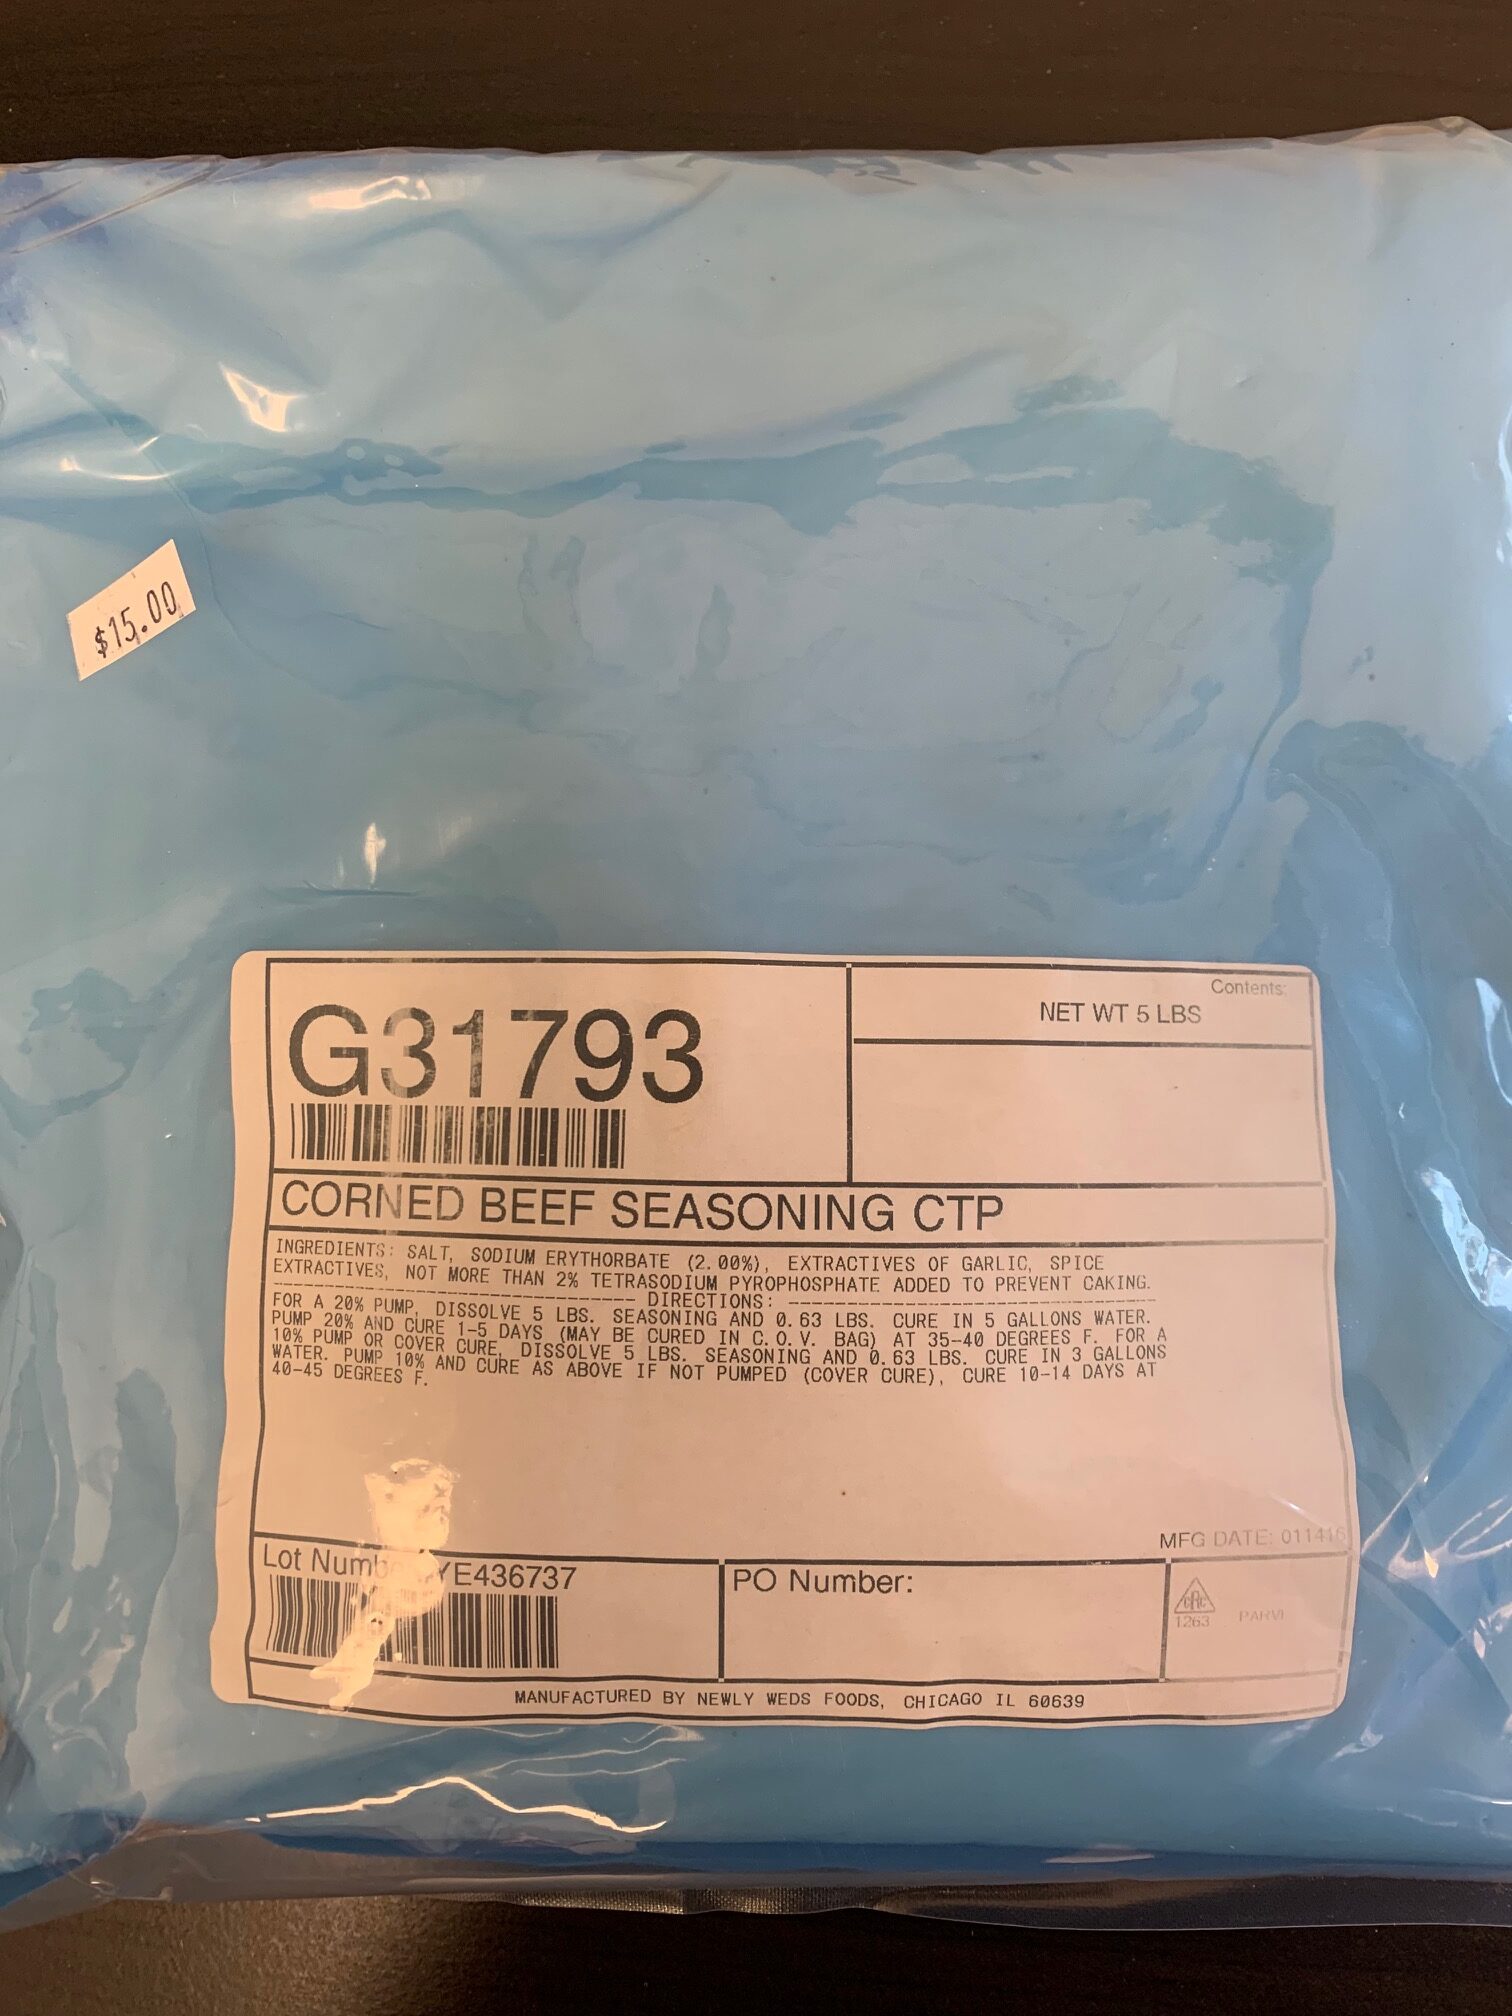 $15.00
G31793
Contents:
NET WT 5 LBS
CORNED BEEF SEASONING CTP
INGREDIENTS: SALT, SODIUM ERYTHORBATE (2.00%), EXTRACTIVES OF GARLIC, SPICE
EXTRACTIVES, NOT MORE THAN 2% TETRASODIUM PYROPHOSPHATE ADDED TO PREVENT CAKING.
------------------------------ DIRECTIONS: ------------------------------
FOR A 20% PUMP, DISSOLVE 5 LBS. SEASONING AND 0.63 LBS. CURE IN 5 GALLONS WATER.
PUMP 20% AND CURE 1-5 DAYS (MAY BE CURED IN C.O.V. BAG) AT 35-40 DEGREES F. FOR A
10% PUMP OR COVER CURE, DISSOLVE 5 LBS. SEASONING AND 0.63 LBS. CURE IN 3 GALLONS
WATER. PUMP 10% AND CURE AS ABOVE IF NOT PUMPED (COVER CURE), CURE 10-14 DAYS AT
40-45 DEGREES F.
MFG DATE: 011416
Lot Numbe YE436737
PO Number:
GRC
1263
PARVE
MANUFACTURED BY NEWLY WEDS FOODS, CHICAGO IL 60639